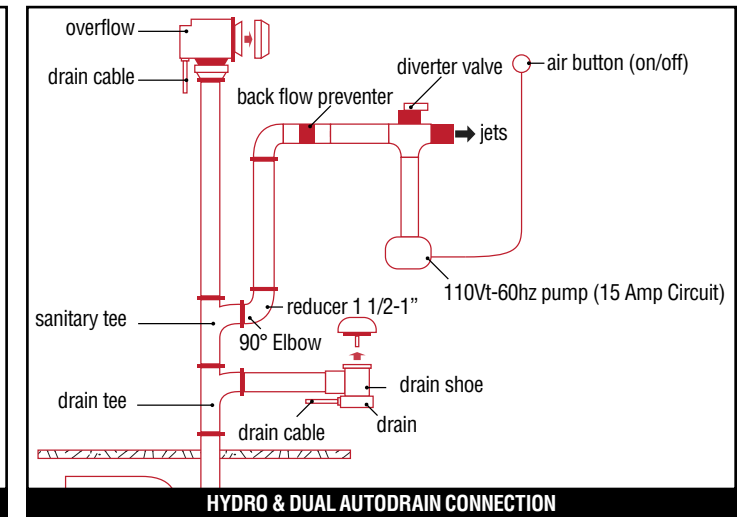 overflow
drain cable
back flow preventer
diverter valve
air button (on/off)
jets
110Vt-60hz pump (15 Amp Circuit)
reducer 1 1/2-1”
sanitary tee
90° Elbow
drain shoe
drain tee
drain cable
drain
HYDRO & DUAL AUTODRAIN CONNECTION